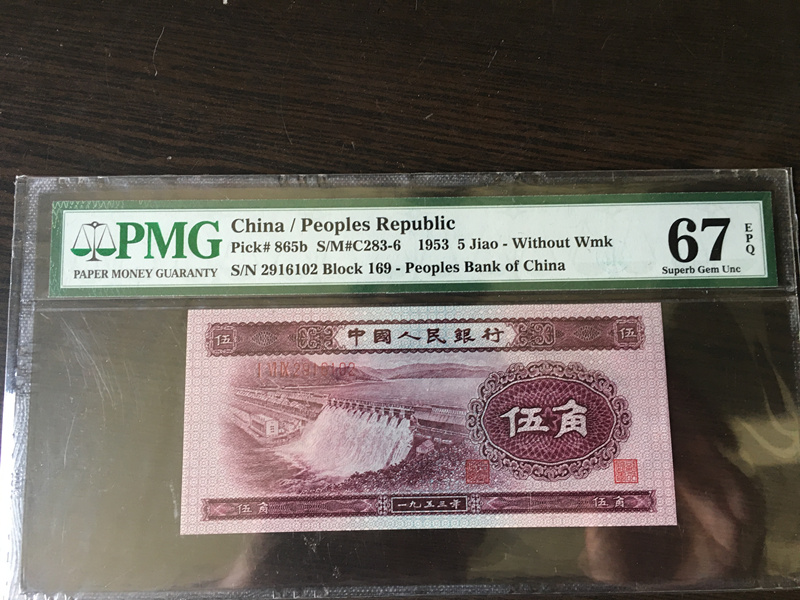 PMG
PAPER MONEY GUARANTY
China / Peoples Republic
Pick# 865b S/M#C283-6 1953 5 Jiao - Without Wmk
S/N 2916102 Block 169 - Peoples Bank of China
67
EPQ
Superb Gem Unc
伍 中國人民銀行 伍
2916102
伍角
伍角 一九五三年 伍角